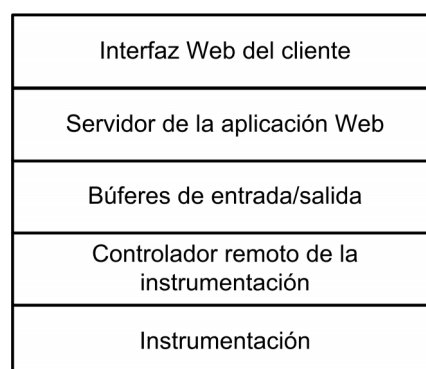 Interfaz Web del cliente
Servidor de la aplicación Web
Búferes de entrada/salida
Controlador remoto de la
instrumentación
Instrumentación